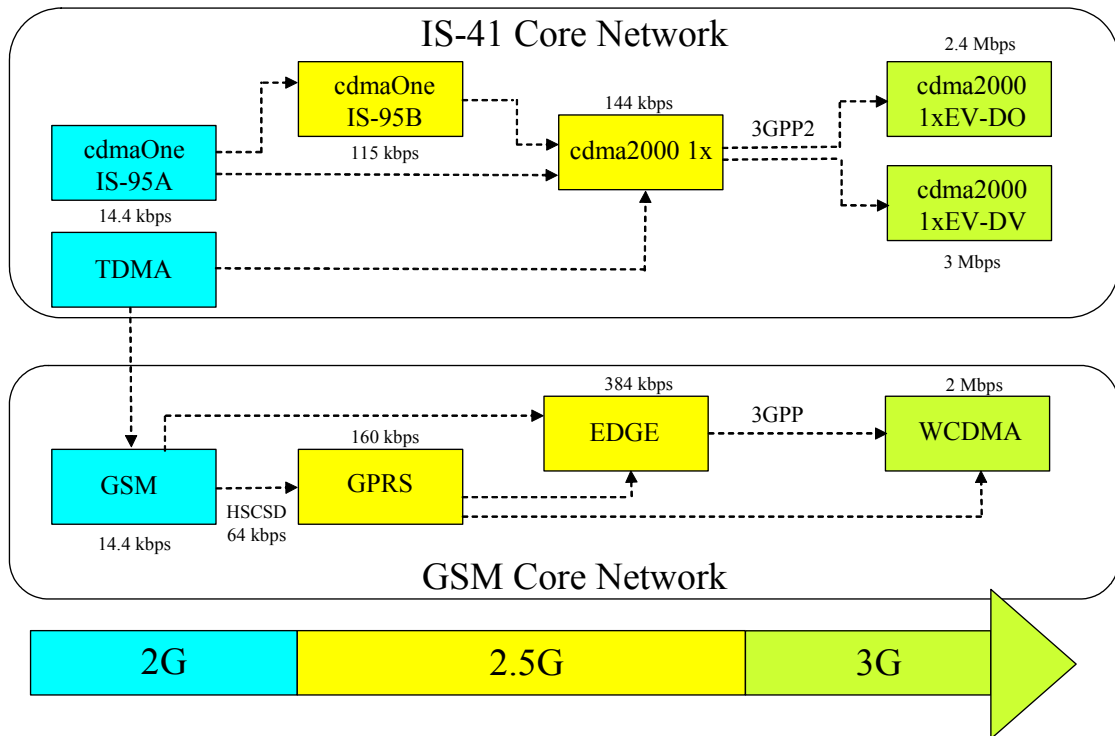 IS-41 Core Network
2.4 Mbps
cdmaOne
IS-95B
cdma2000
1xEV-DO
144 kbps
3GPP2
cdmaOne
IS-95A
115 kbps
cdma2000 1x
cdma2000
1xEV-DV
14.4 kbps
TDMA
3 Mbps
384 kbps
2 Mbps
EDGE
3GPP
WCDMA
160 kbps
GSM
GPRS
HSCSD
64 kbps
14.4 kbps
GSM Core Network
2G
2.5G
3G